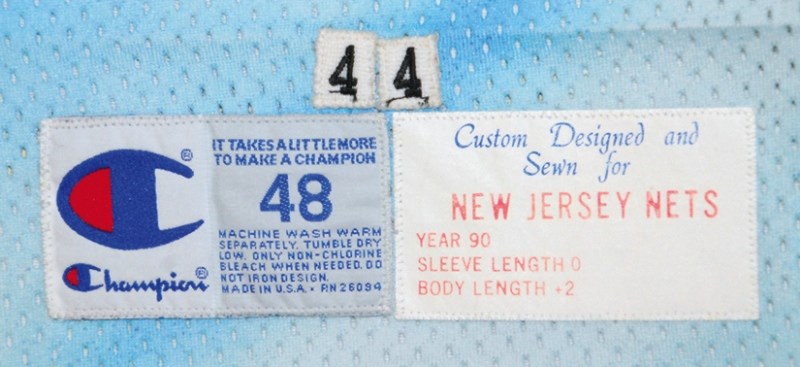 4 4
IT TAKES A LITTLE MORE
TO MAKE A CHAMPION
48
MACHINE WASH WARM
SEPARATELY. TUMBLE DRY
LOW. ONLY NON-CHLORINE
BLEACH WHEN NEEDED. DO
NOT IRON DESIGN.
MADE IN U.S.A. • RN 26094
®
Champion®
Custom Designed and
Sewn for
NEW JERSEY NETS
YEAR 90
SLEEVE LENGTH 0
BODY LENGTH +2